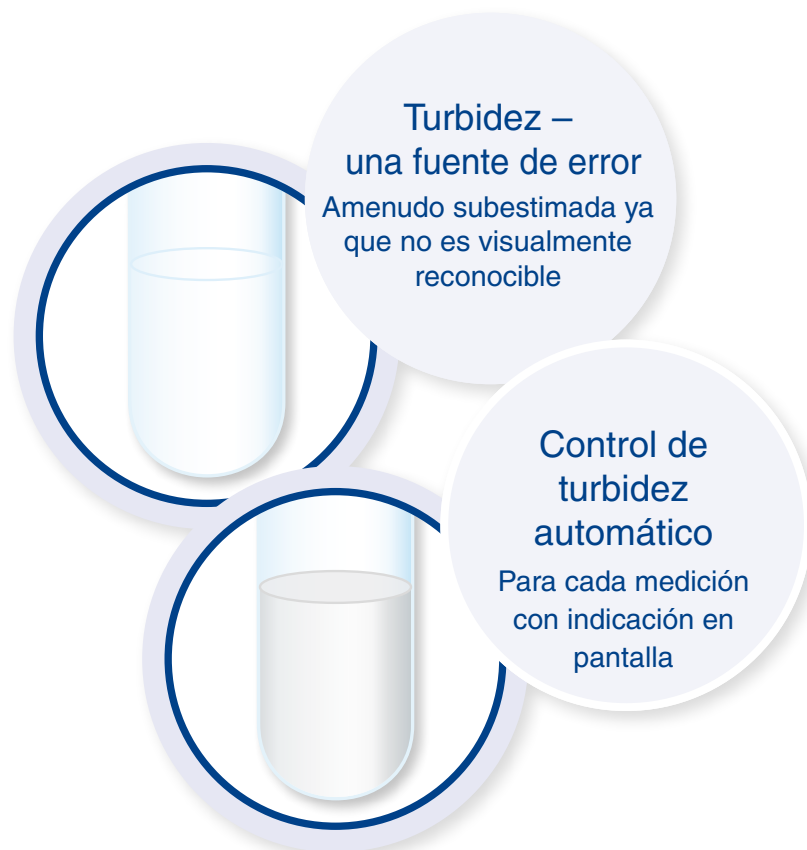 Turbidez –
una fuente de error
Amenudo subestimada ya
que no es visualmente
reconocible
Control de
turbidez
automático
Para cada medición
con indicación en
pantalla